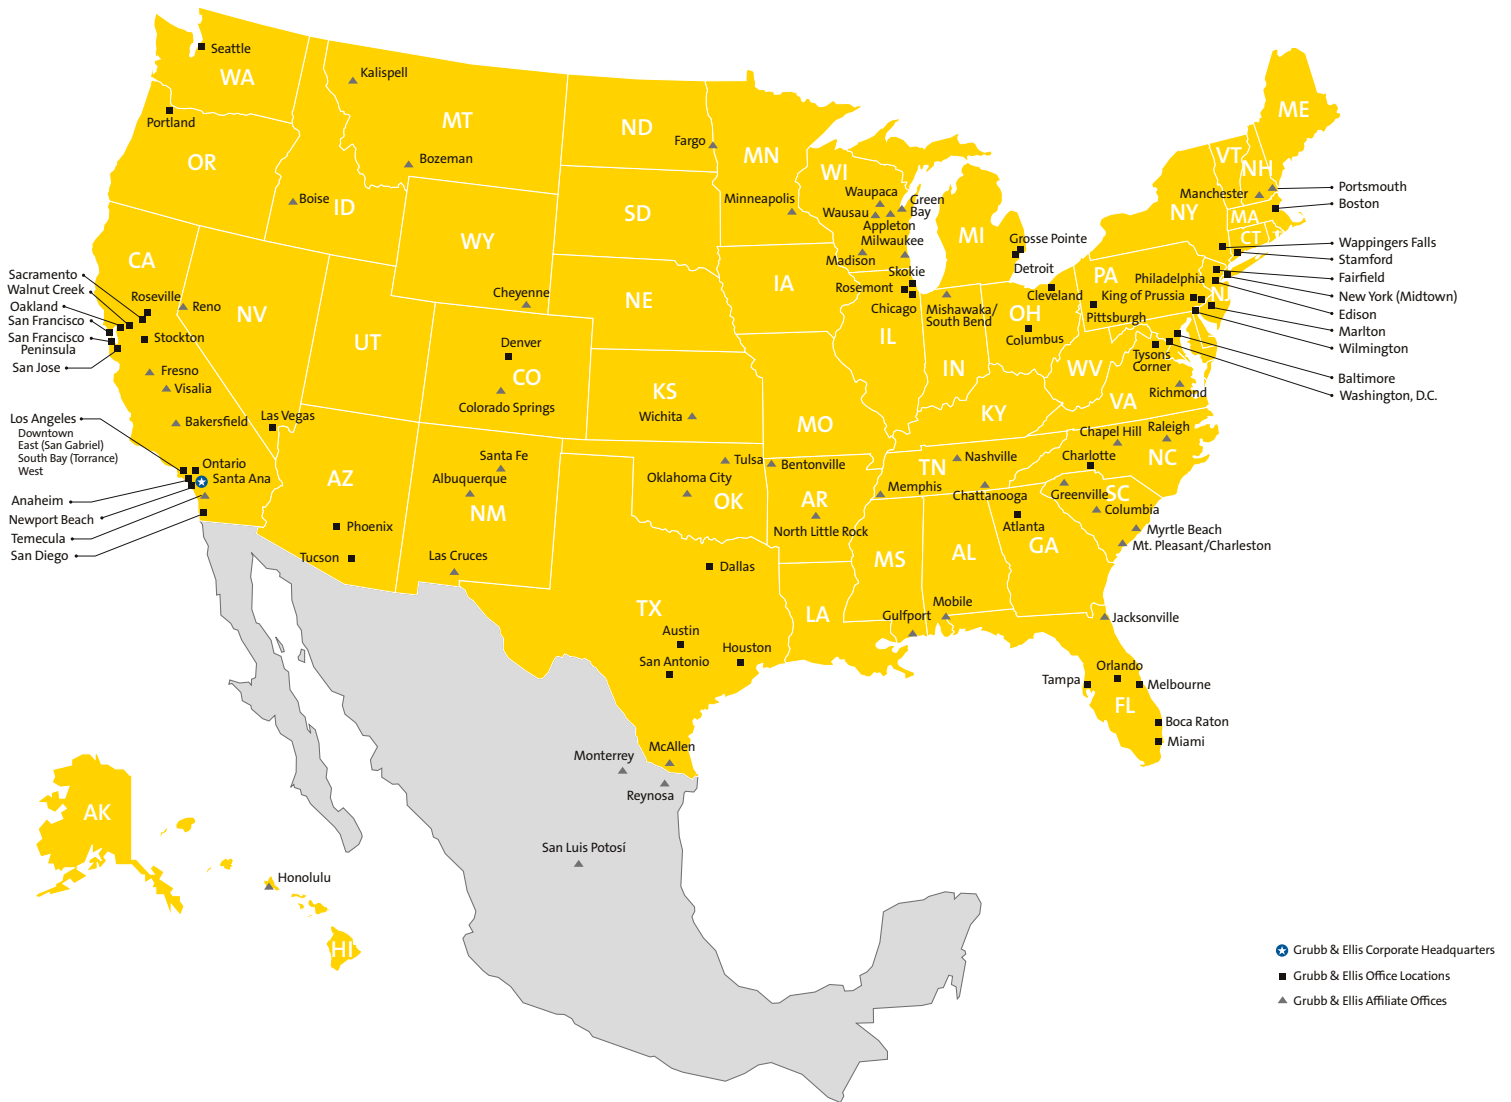 Seattle
WA
Portland
OR
Kalispell
MT
Bozeman
Boise
ID
ND
Fargo
MN
Minneapolis
SD
WY
Cheyenne
NE
IA
WI
Waupaca
Green
Bay
Wausau
Appleton
Milwaukee
Madison
Skokie
Rosemont
Chicago
MI
Grosse Pointe
Detroit
Mishawaka/
South Bend
Cleveland
OH
Columbus
IL
IN
PA
Philadelphia
King of Prussia
Pittsburgh
NJ
NY
VT
NH
ME
Manchester
MA
CT
RI
Portsmouth
Boston
Wappingers Falls
Stamford
Fairfield
New York (Midtown)
Edison
Marlton
Wilmington
Baltimore
Washington, D.C.
Tysons
Corner
WV
VA
Richmond
KY
CA
Sacramento
Walnut Creek
Oakland
San Francisco
San Francisco
Peninsula
San Jose
Roseville
Reno
Stockton
Fresno
Visalia
Bakersfield
NV
UT
Las Vegas
Denver
CO
Colorado Springs
KS
Wichita
MO
Los Angeles
Downtown
East (San Gabriel)
South Bay (Torrance)
West
Ontario
Santa Ana
Anaheim
Newport Beach
Temecula
San Diego
AZ
Phoenix
Tucson
Santa Fe
Albuquerque
NM
Las Cruces
Oklahoma City
Tulsa
OK
Bentonville
AR
North Little Rock
TN
Nashville
Memphis
Chattanooga
Chapel Hill
Raleigh
Charlotte
NC
Greenville
SC
Columbia
Myrtle Beach
Mt. Pleasant/Charleston
Atlanta
GA
AL
MS
LA
Mobile
Gulfport
Jacksonville
TX
Dallas
Austin
San Antonio
Houston
McAllen
Monterrey
Reynosa
San Luis Potosí
Orlando
Tampa
Melbourne
FL
Boca Raton
Miami
AK
Honolulu
HI
Grubb & Ellis Corporate Headquarters
Grubb & Ellis Office Locations
Grubb & Ellis Affiliate Offices